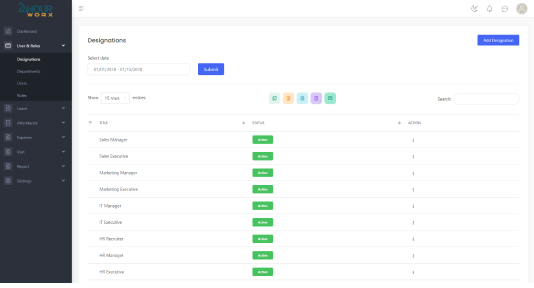 24HOUR
WORX
Dashboard
User & Roles
Designations
Departments
Users
Roles
Leave
Attendance
Expense
Visit
Report
Settings
Designations
Add Designation
Select date
01/01/2018 - 01/15/2018
Submit
Show 15 rows entries
Search:
TITLE STATUS ACTION
Sales Manager Active
Sales Executive Active
Marketing Manager Active
Marketing Executive Active
IT Manager Active
IT Executive Active
HR Recruiter Active
HR Manager Active
HR Executive Active